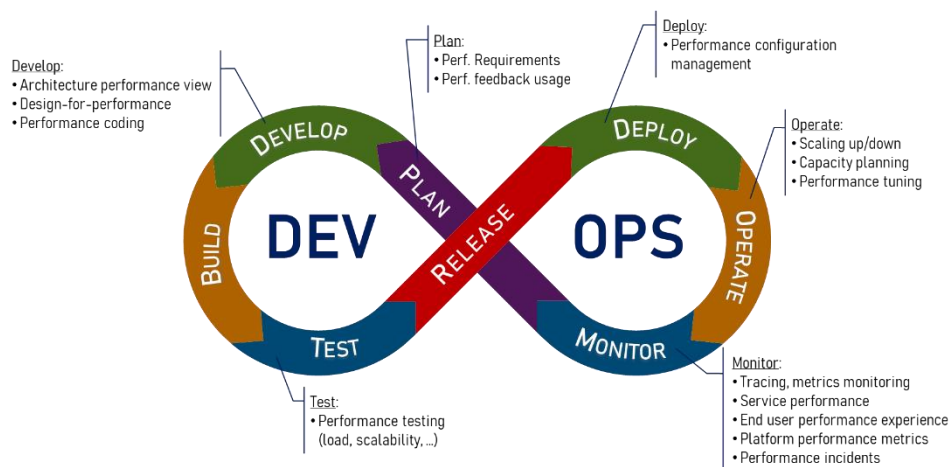 Develop:
• Architecture performance view
• Design-for-performance
• Performance coding
Plan:
• Perf. Requirements
• Perf. feedback usage
Deploy:
• Performance configuration
management
Operate:
• Scaling up/down
• Capacity planning
• Performance tuning
DEVELOP
PLAN
DEPLOY
BUILD
DEV
RELEASE
OPS
OPERATE
TEST
MONITOR
Test:
• Performance testing
(load, scalability, ...)
Monitor:
• Tracing, metrics monitoring
• Service performance
• End user performance experience
• Platform performance metrics
• Performance incidents